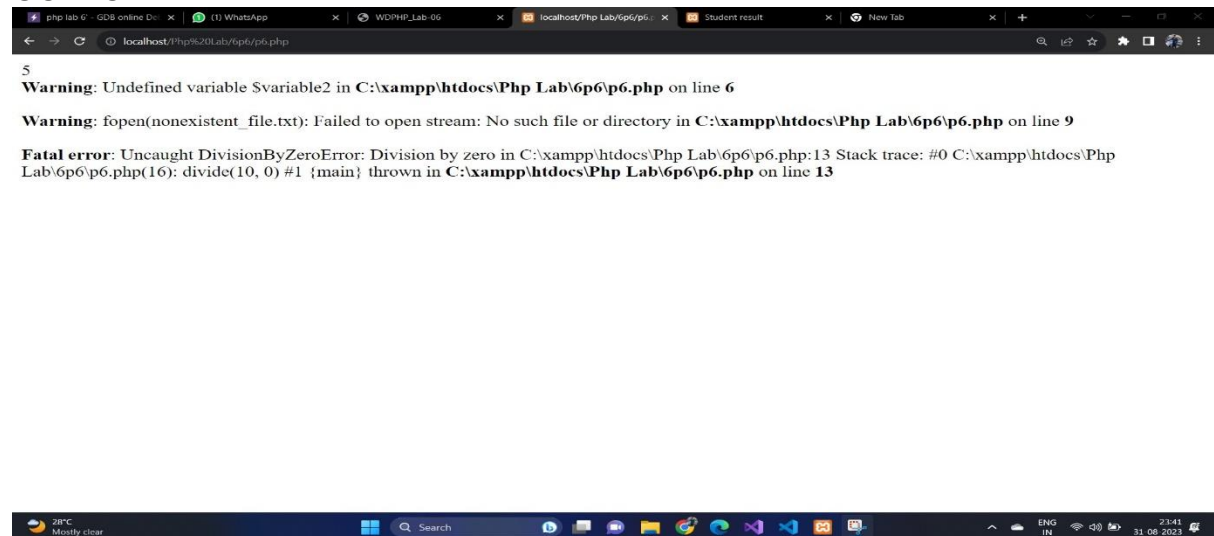 php lab 6' - GDB online De
(1) WhatsApp
WDPHP_Lab-06
localhost/Php Lab/6p6/p6.
Student result
New Tab
localhost/Php%20Lab/6p6/p6.php
5
Warning: Undefined variable $variable2 in C:\xampp\htdocs\Php Lab\6p6\p6.php on line 6
Warning: fopen(nonexistent_file.txt): Failed to open stream: No such file or directory in C:\xampp\htdocs\Php Lab\6p6\p6.php on line 9
Fatal error: Uncaught DivisionByZeroError: Division by zero in C:\xampp\htdocs\Php Lab\6p6\p6.php:13 Stack trace: #0 C:\xampp\htdocs\Php
Lab\6p6\p6.php(16): divide(10, 0) #1 {main} thrown in C:\xampp\htdocs\Php Lab\6p6\p6.php on line 13
28°C
Mostly clear
Search
ENG
IN
23:41
31-08-2023